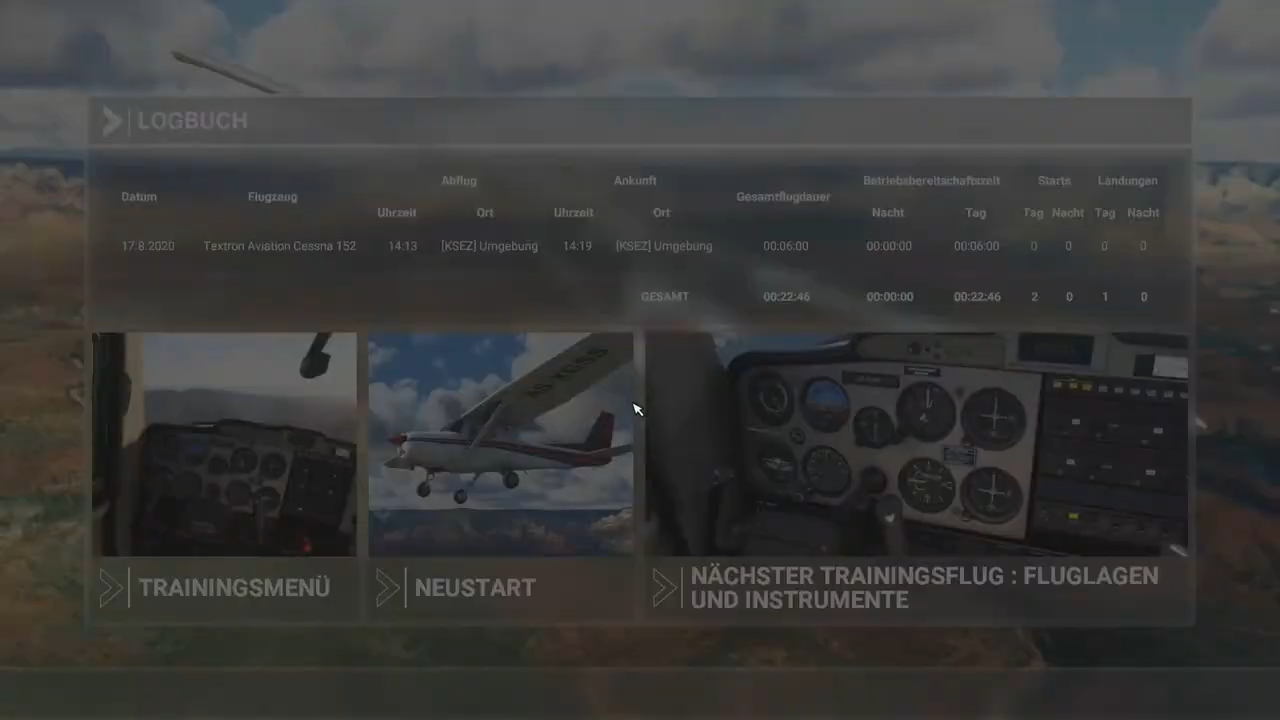 LOGBUCH
Abflug Ankunft Betriebsbereitschaftszeit Starts Landungen
Datum Flugzeug Gesamtflugdauer
Uhrzeit Ort Uhrzeit Ort Nacht Tag Tag Nacht Tag Nacht
17.8.2020 Textron Aviation Cessna 152 14:13 [KSEZ] Umgebung 14:19 [KSEZ] Umgebung 00:06:00 00:00:00 00:06:00 0 0 0 0
GESAMT 00:22:46 00:00:00 00:22:46 2 0 1 0
TRAININGSMENÜ
NEUSTART
NÄCHSTER TRAININGSFLUG : FLUGLAGEN
UND INSTRUMENTE